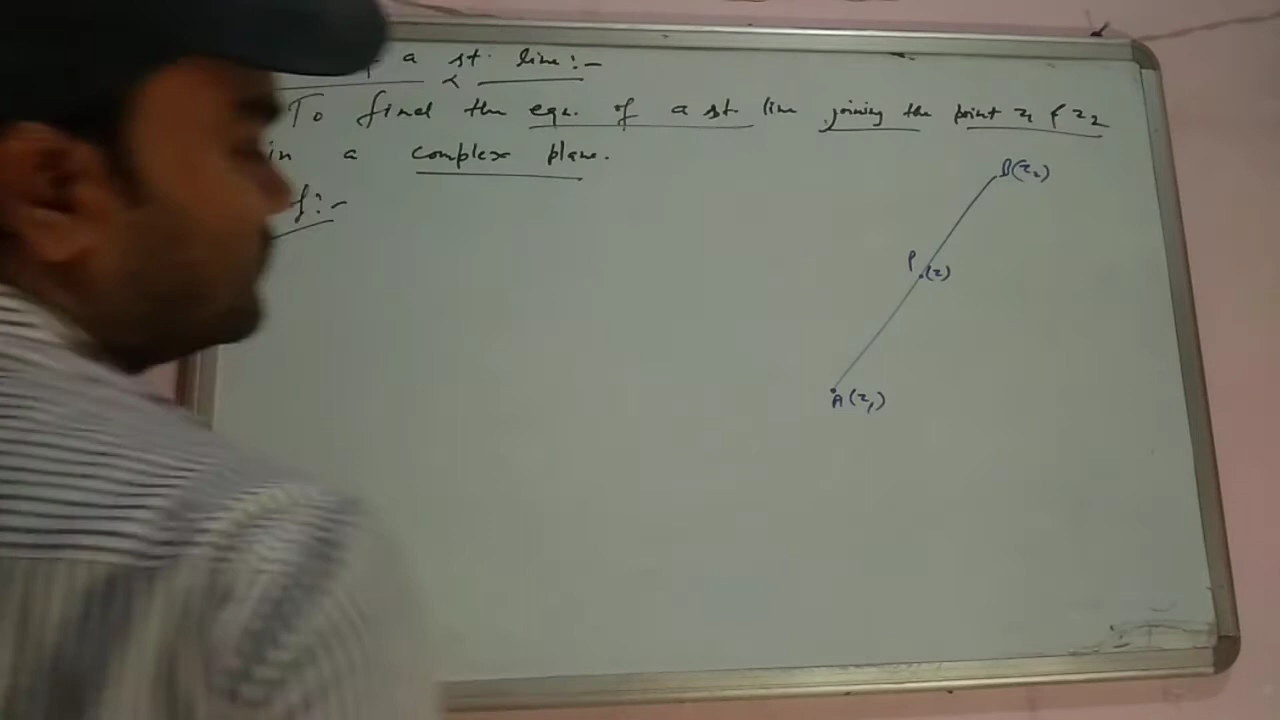 a st. line:-
To find the eqn. of a st. line joining the point z1 & z2
in a complex plane.
f:-
B(z2)
P (z)
A(z1)